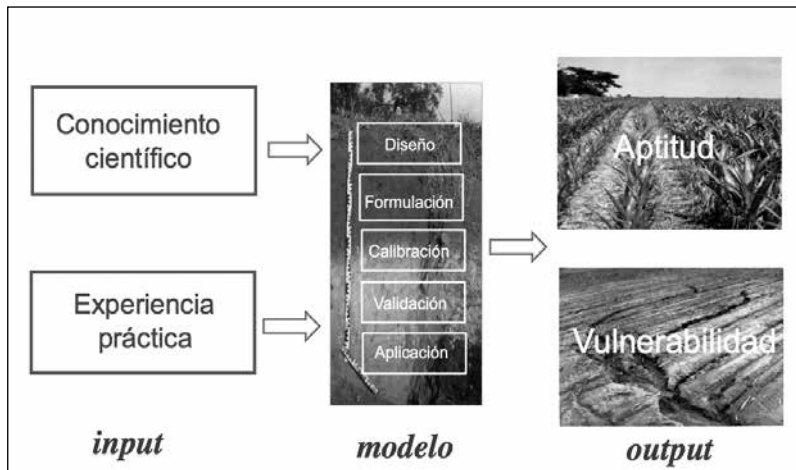 Conocimiento
científico
Experiencia
práctica
Diseño
Formulación
Calibración
Validación
Aplicación
Aptitud
Vulnerabilidad
input
modelo
output